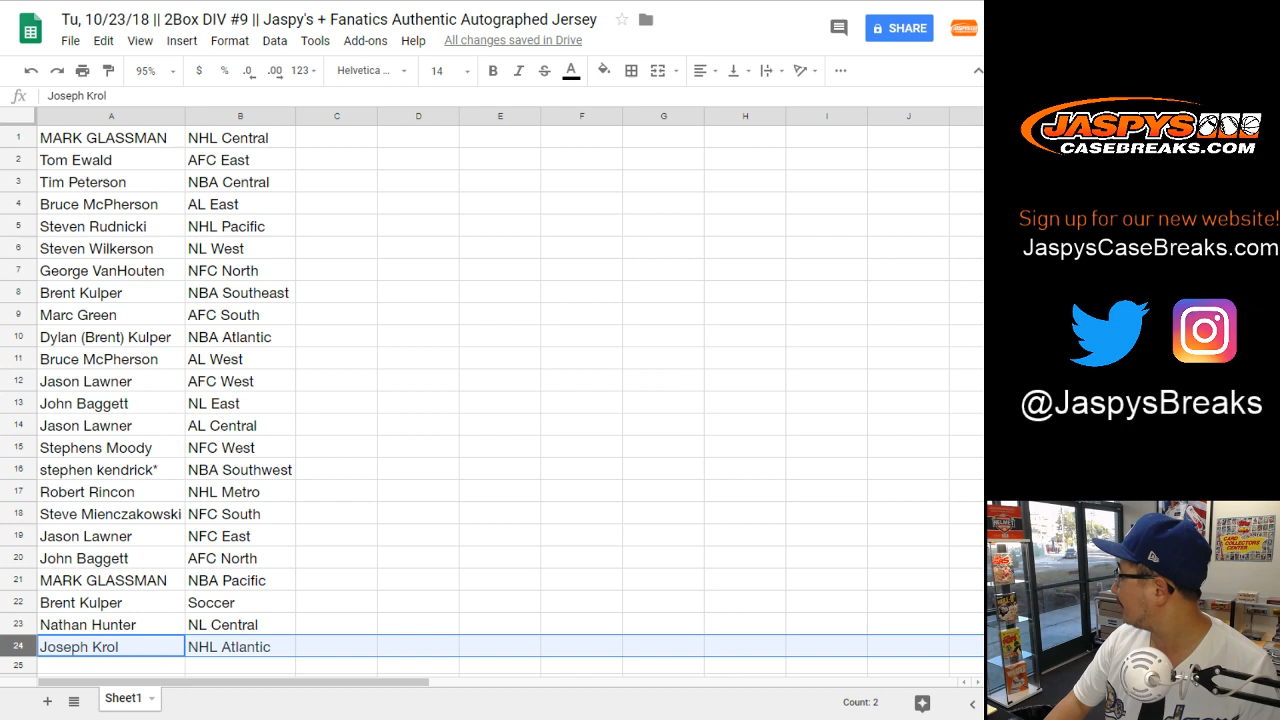 Tu, 10/23/18 || 2Box DIV #9 || Jaspy's + Fanatics Authentic Autographed Jersey
SHARE
File Edit View Insert Format Data Tools Add-ons Help All changes saved in Drive
95% $ % .0 .00 123 Helvetica ... 14 B I S A
fx Joseph Krol
A B C D E F G H I J
1 MARK GLASSMAN NHL Central
2 Tom Ewald AFC East
3 Tim Peterson NBA Central
4 Bruce McPherson AL East
5 Steven Rudnicki NHL Pacific
6 Steven Wilkerson NL West
7 George VanHouten NFC North
8 Brent Kulper NBA Southeast
9 Marc Green AFC South
10 Dylan (Brent) Kulper NBA Atlantic
11 Bruce McPherson AL West
12 Jason Lawner AFC West
13 John Baggett NL East
14 Jason Lawner AL Central
15 Stephens Moody NFC West
16 stephen kendrick* NBA Southwest
17 Robert Rincon NHL Metro
18 Steve Mienczakowski NFC South
19 Jason Lawner NFC East
20 John Baggett AFC North
21 MARK GLASSMAN NBA Pacific
22 Brent Kulper Soccer
23 Nathan Hunter NL Central
24 Joseph Krol NHL Atlantic
25
Sheet1
Count: 2
JASPYS
CASEBREAKS.COM
Sign up for our new website!
JaspysCaseBreaks.com
@JaspysBreaks
CARD
COLLECTORS
CENTER
HELMET